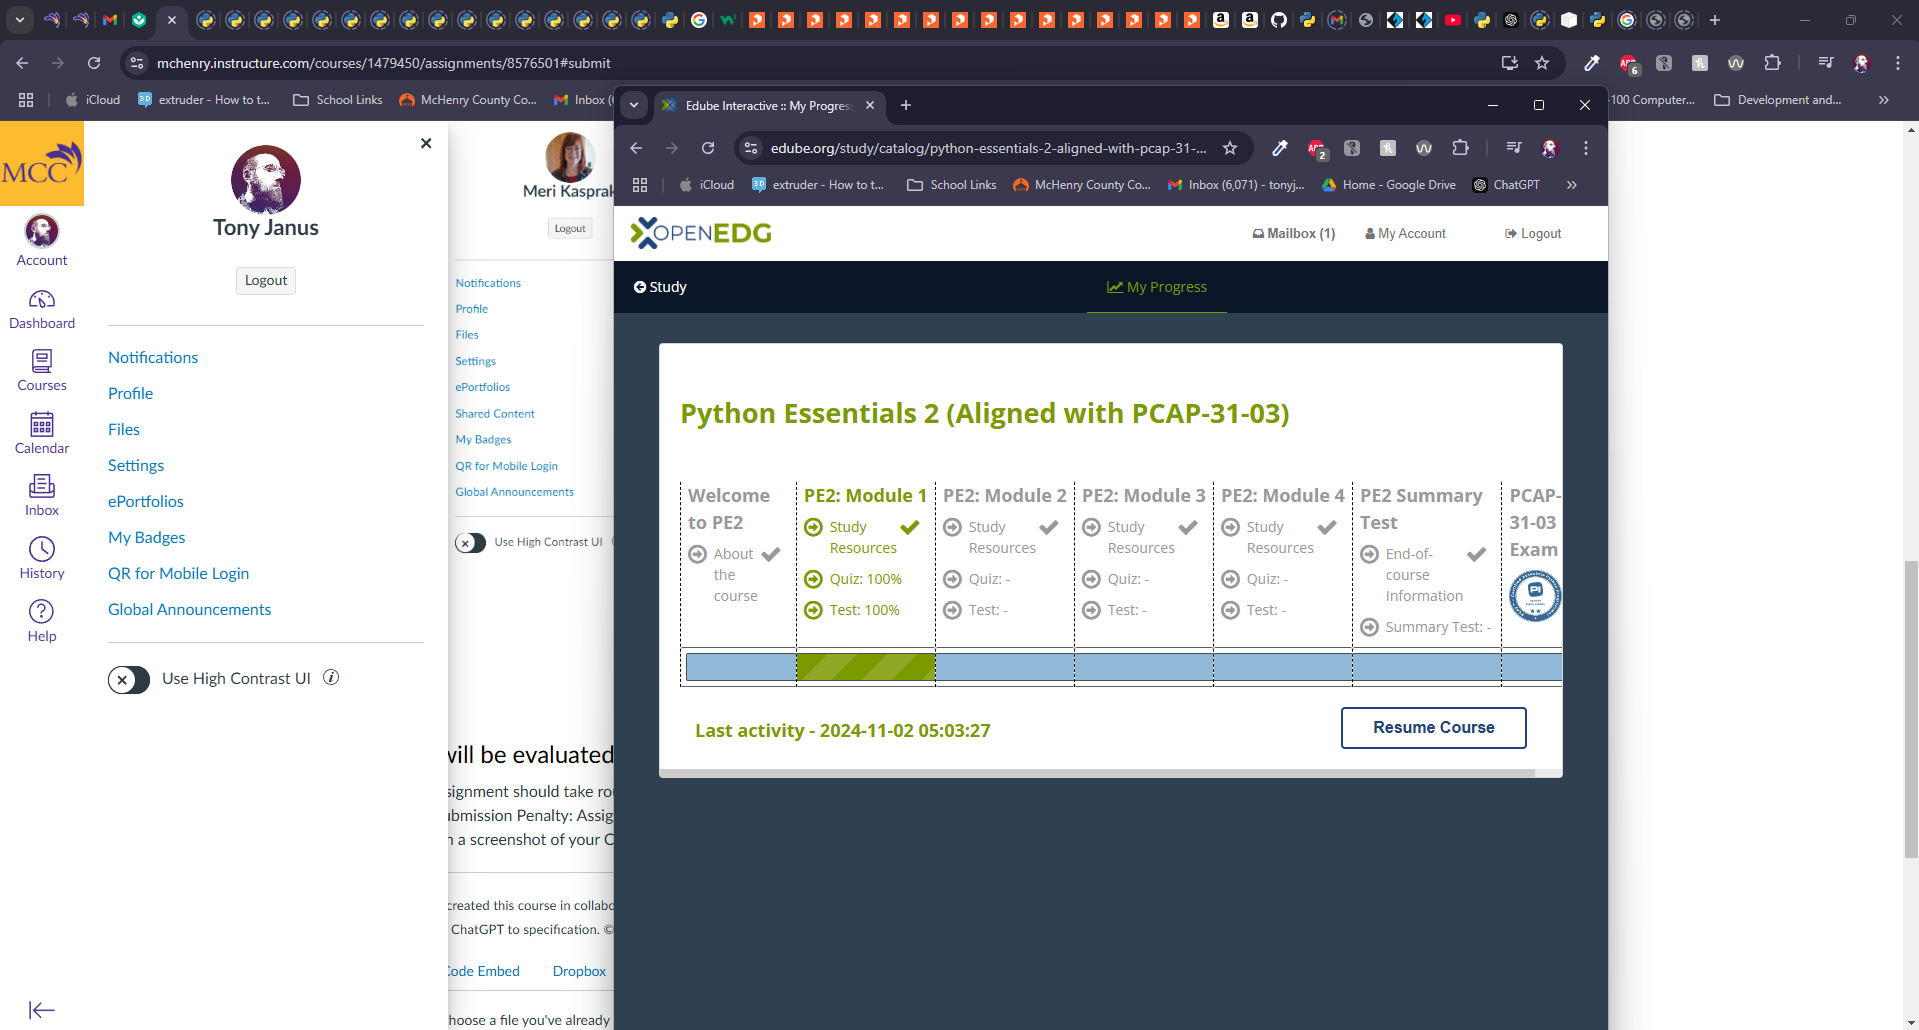 mchenry.instructure.com/courses/1479450/assignments/8576501#submit
6
iCloud
extruder - How to t...
School Links
McHenry County Co...
Inbox (
-100 Computer...
Development and...
MCC
Account
Dashboard
Courses
Calendar
Inbox
History
Help
Tony Janus
Logout
Notifications
Profile
Files
Settings
ePortfolios
My Badges
QR for Mobile Login
Global Announcements
Use High Contrast UI
Meri Kasprak
Logout
Notifications
Profile
Files
Settings
ePortfolios
Shared Content
My Badges
QR for Mobile Login
Global Announcements
Use High Contrast UI
will be evaluated
signment should take rou
ubmission Penalty: Assig
n a screenshot of your C
created this course in collabo
ChatGPT to specification. ©
Code Embed
Dropbox
hoose a file you've already
Edube Interactive :: My Progress
edube.org/study/catalog/python-essentials-2-aligned-with-pcap-31-...
2
iCloud
extruder - How to t...
School Links
McHenry County Co...
Inbox (6,071) - tonyj...
Home - Google Drive
ChatGPT
OPENEDG
Mailbox (1)
My Account
Logout
Study
My Progress
Python Essentials 2 (Aligned with PCAP-31-03)
Welcome
to PE2
About
the
course
PE2: Module 1
Study
Resources
Quiz: 100%
Test: 100%
PE2: Module 2
Study
Resources
Quiz: -
Test: -
PE2: Module 3
Study
Resources
Quiz: -
Test: -
PE2: Module 4
Study
Resources
Quiz: -
Test: -
PE2 Summary
Test
End-of-
course
Information
Summary Test: -
PCAP-
31-03
Exam
Last activity - 2024-11-02 05:03:27
Resume Course